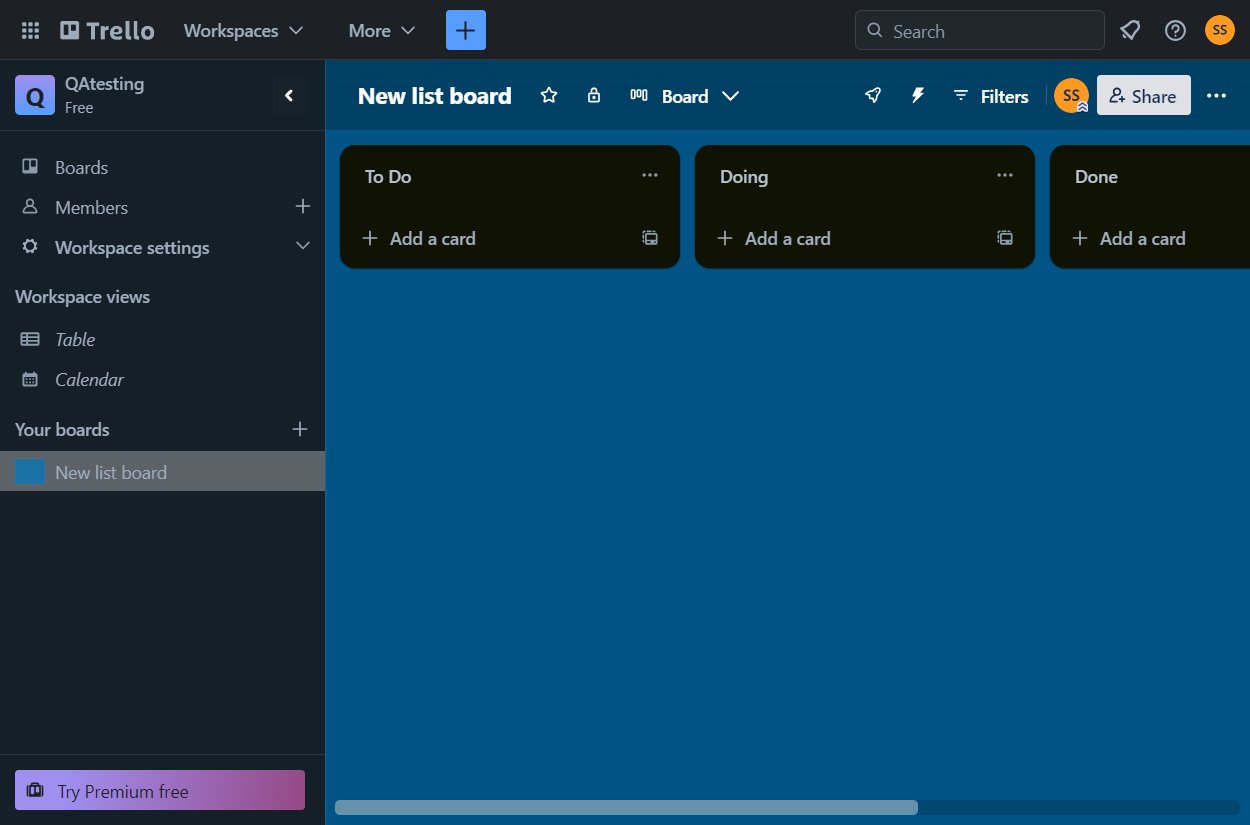 Trello
Workspaces
More
Search
SS
Q
QAtesting
Free
New list board
Board
Filters
SS
Share
Boards
Members
Workspace settings
Workspace views
Table
Calendar
Your boards
New list board
To Do
Add a card
Doing
Add a card
Done
Add a card
Try Premium free